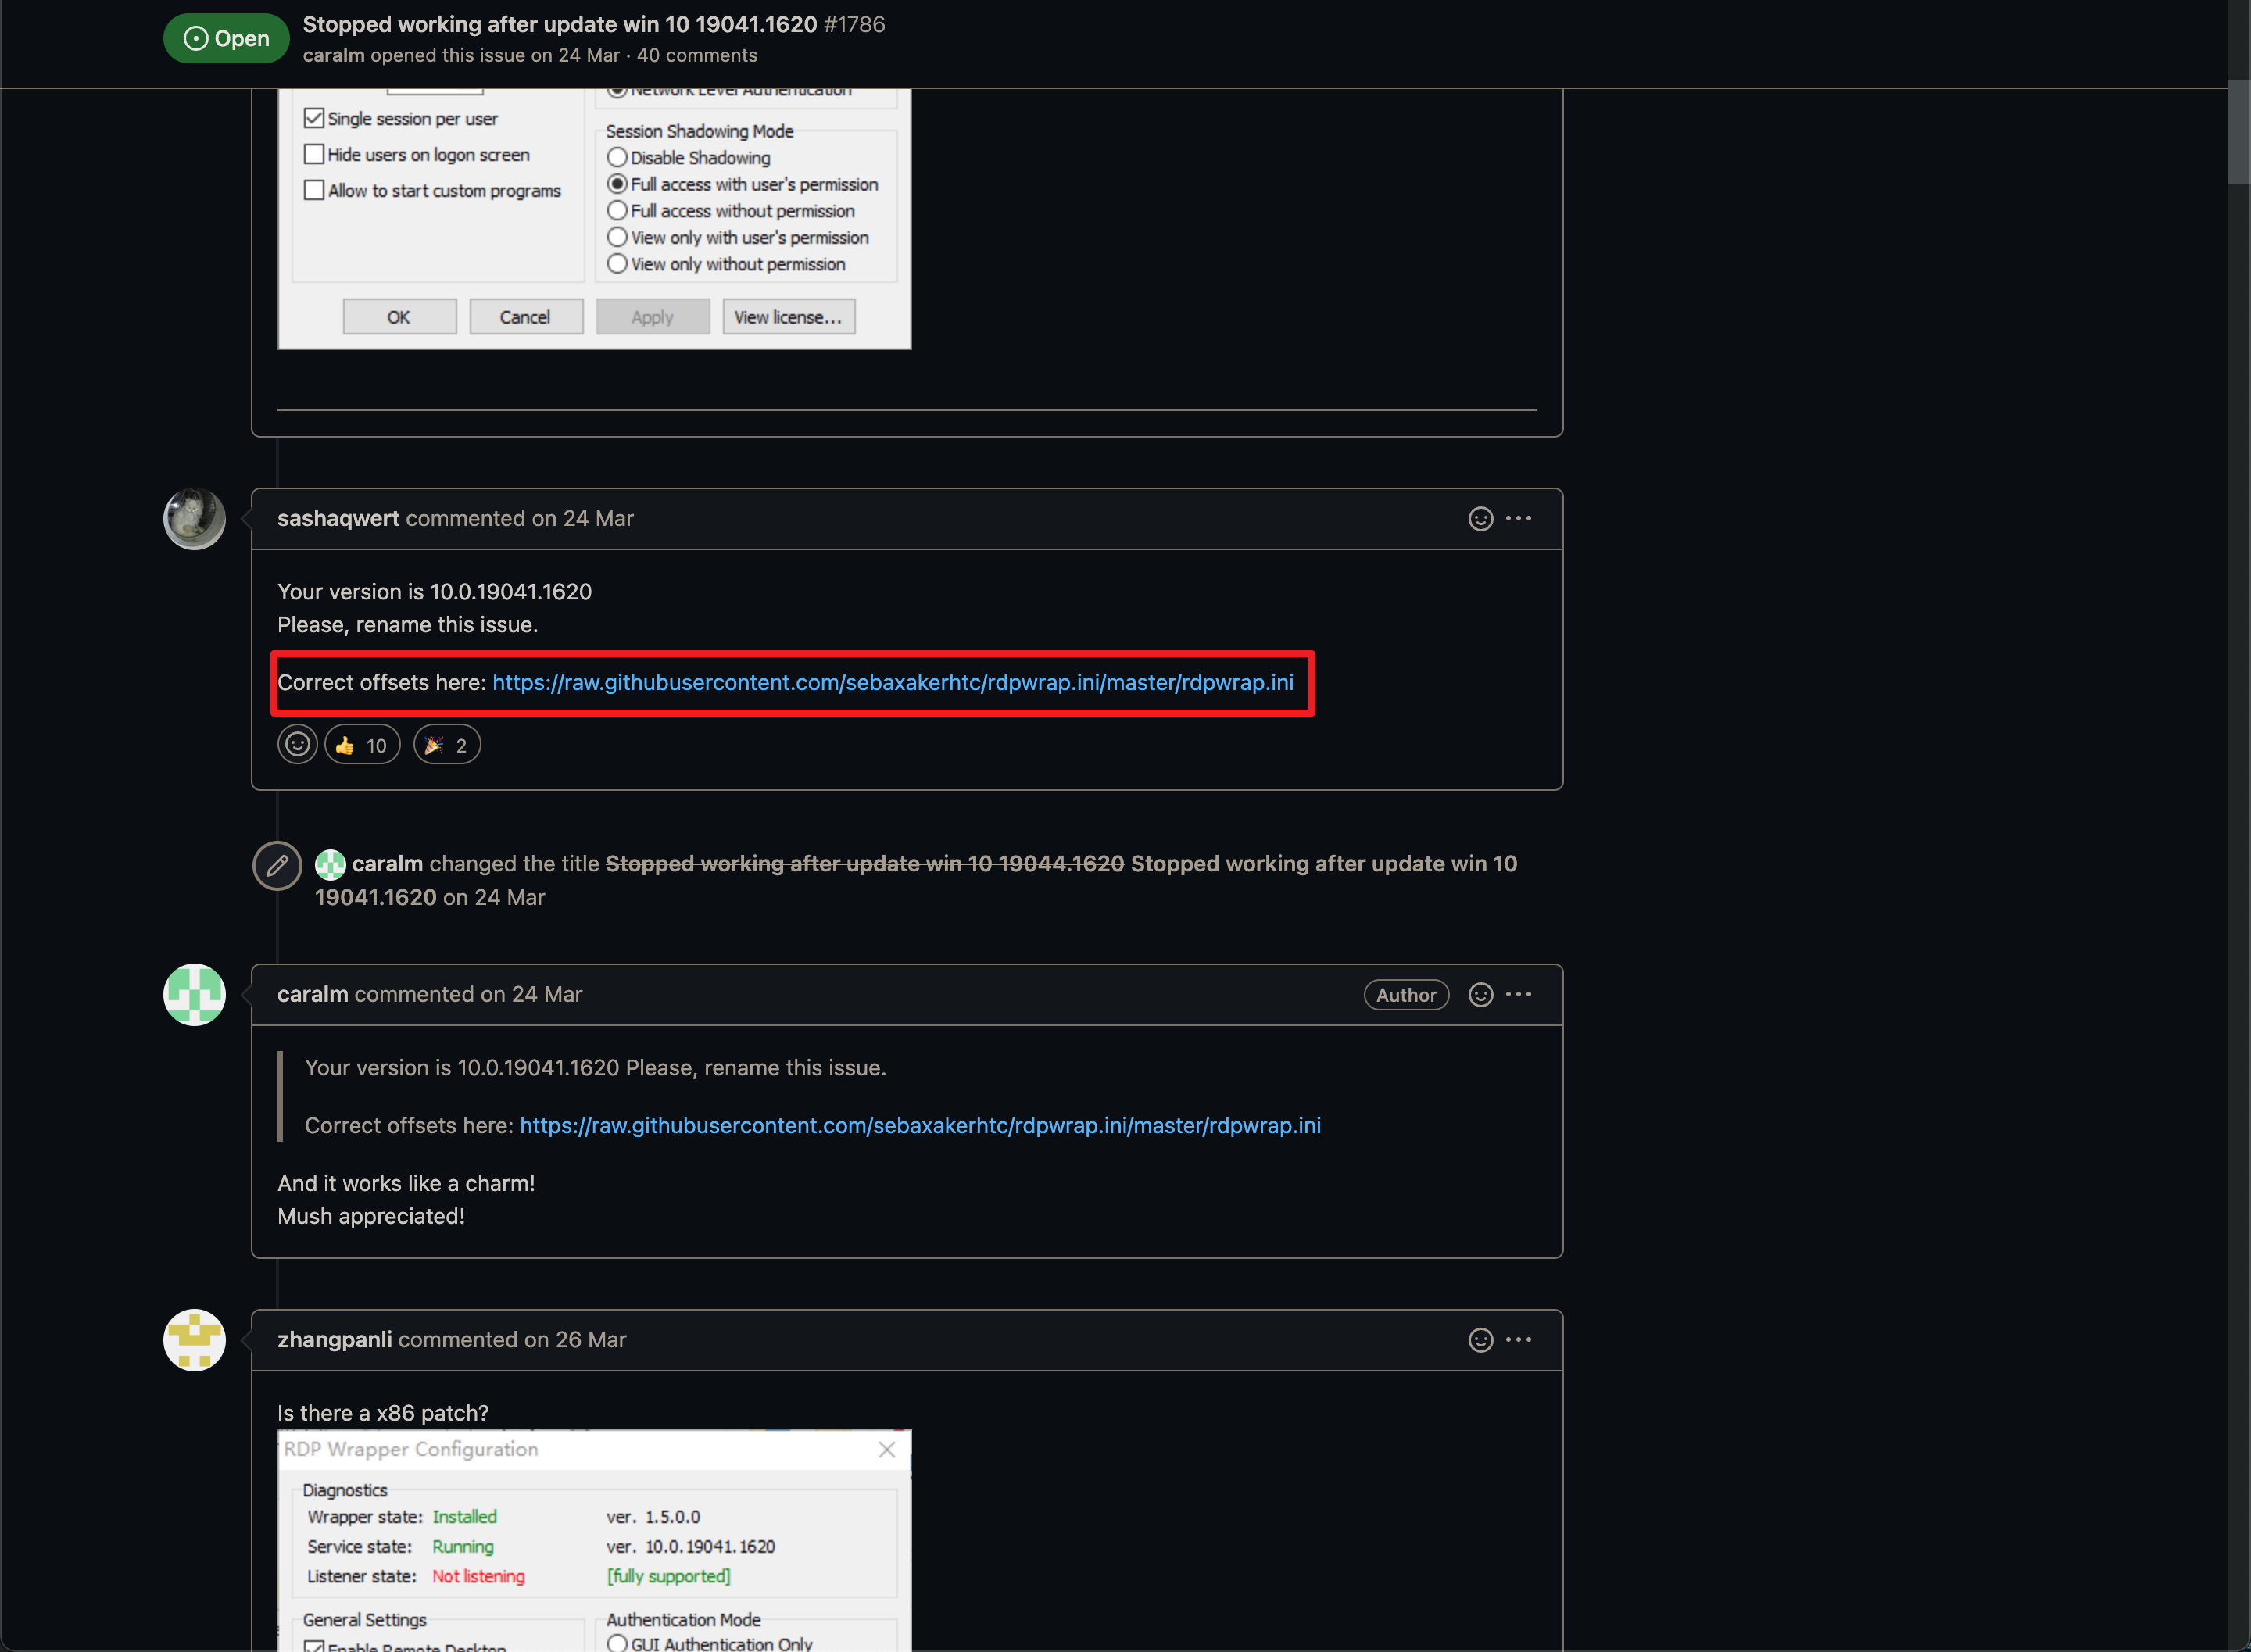 Open
Stopped working after update win 10 19041.1620 #1786
caralm opened this issue on 24 Mar · 40 comments
Network Level Authentication
Single session per user
Hide users on logon screen
Allow to start custom programs
Session Shadowing Mode
Disable Shadowing
Full access with user's permission
Full access without permission
View only with user's permission
View only without permission
OK
Cancel
Apply
View license...
sashaqwert commented on 24 Mar
Your version is 10.0.19041.1620
Please, rename this issue.
Correct offsets here: https://raw.githubusercontent.com/sebaxakerhtc/rdpwrap.ini/master/rdpwrap.ini
10
2
caralm changed the title Stopped working after update win 10 19044.1620 Stopped working after update win 10
19041.1620 on 24 Mar
caralm commented on 24 Mar
Author
Your version is 10.0.19041.1620 Please, rename this issue.
Correct offsets here: https://raw.githubusercontent.com/sebaxakerhtc/rdpwrap.ini/master/rdpwrap.ini
And it works like a charm!
Mush appreciated!
zhangpanli commented on 26 Mar
Is there a x86 patch?
RDP Wrapper Configuration
Diagnostics
Wrapper state: Installed ver. 1.5.0.0
Service state: Running ver. 10.0.19041.1620
Listener state: Not listening [fully supported]
General Settings
Enable Remote Desktop
Authentication Mode
GUI Authentication Only